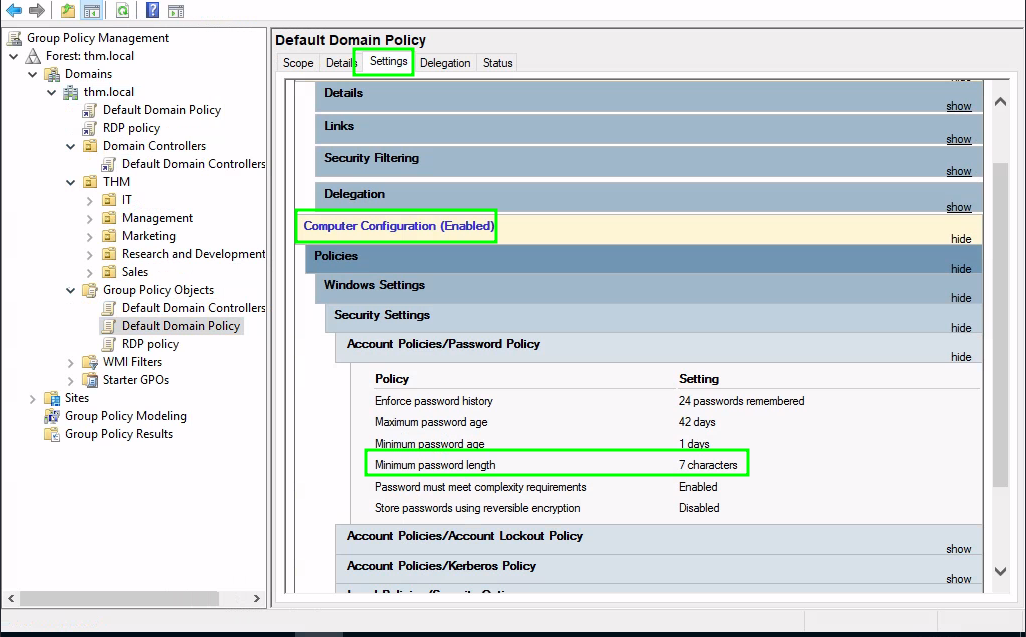 Group Policy Management
Forest: thm.local
Domains
thm.local
Default Domain Policy
RDP policy
Domain Controllers
Default Domain Controllers
THM
IT
Management
Marketing
Research and Development
Sales
Group Policy Objects
Default Domain Controllers
Default Domain Policy
RDP policy
WMI Filters
Starter GPOs
Sites
Group Policy Modeling
Group Policy Results
Default Domain Policy
Scope Details Settings Delegation Status
hide
Details
show
Links
show
Security Filtering
show
Delegation
show
Computer Configuration (Enabled)
hide
Policies
hide
Windows Settings
hide
Security Settings
hide
Account Policies/Password Policy
hide
Policy Setting
Enforce password history 24 passwords remembered
Maximum password age 42 days
Minimum password age 1 days
Minimum password length 7 characters
Password must meet complexity requirements Enabled
Store passwords using reversible encryption Disabled
Account Policies/Account Lockout Policy
show
Account Policies/Kerberos Policy
show